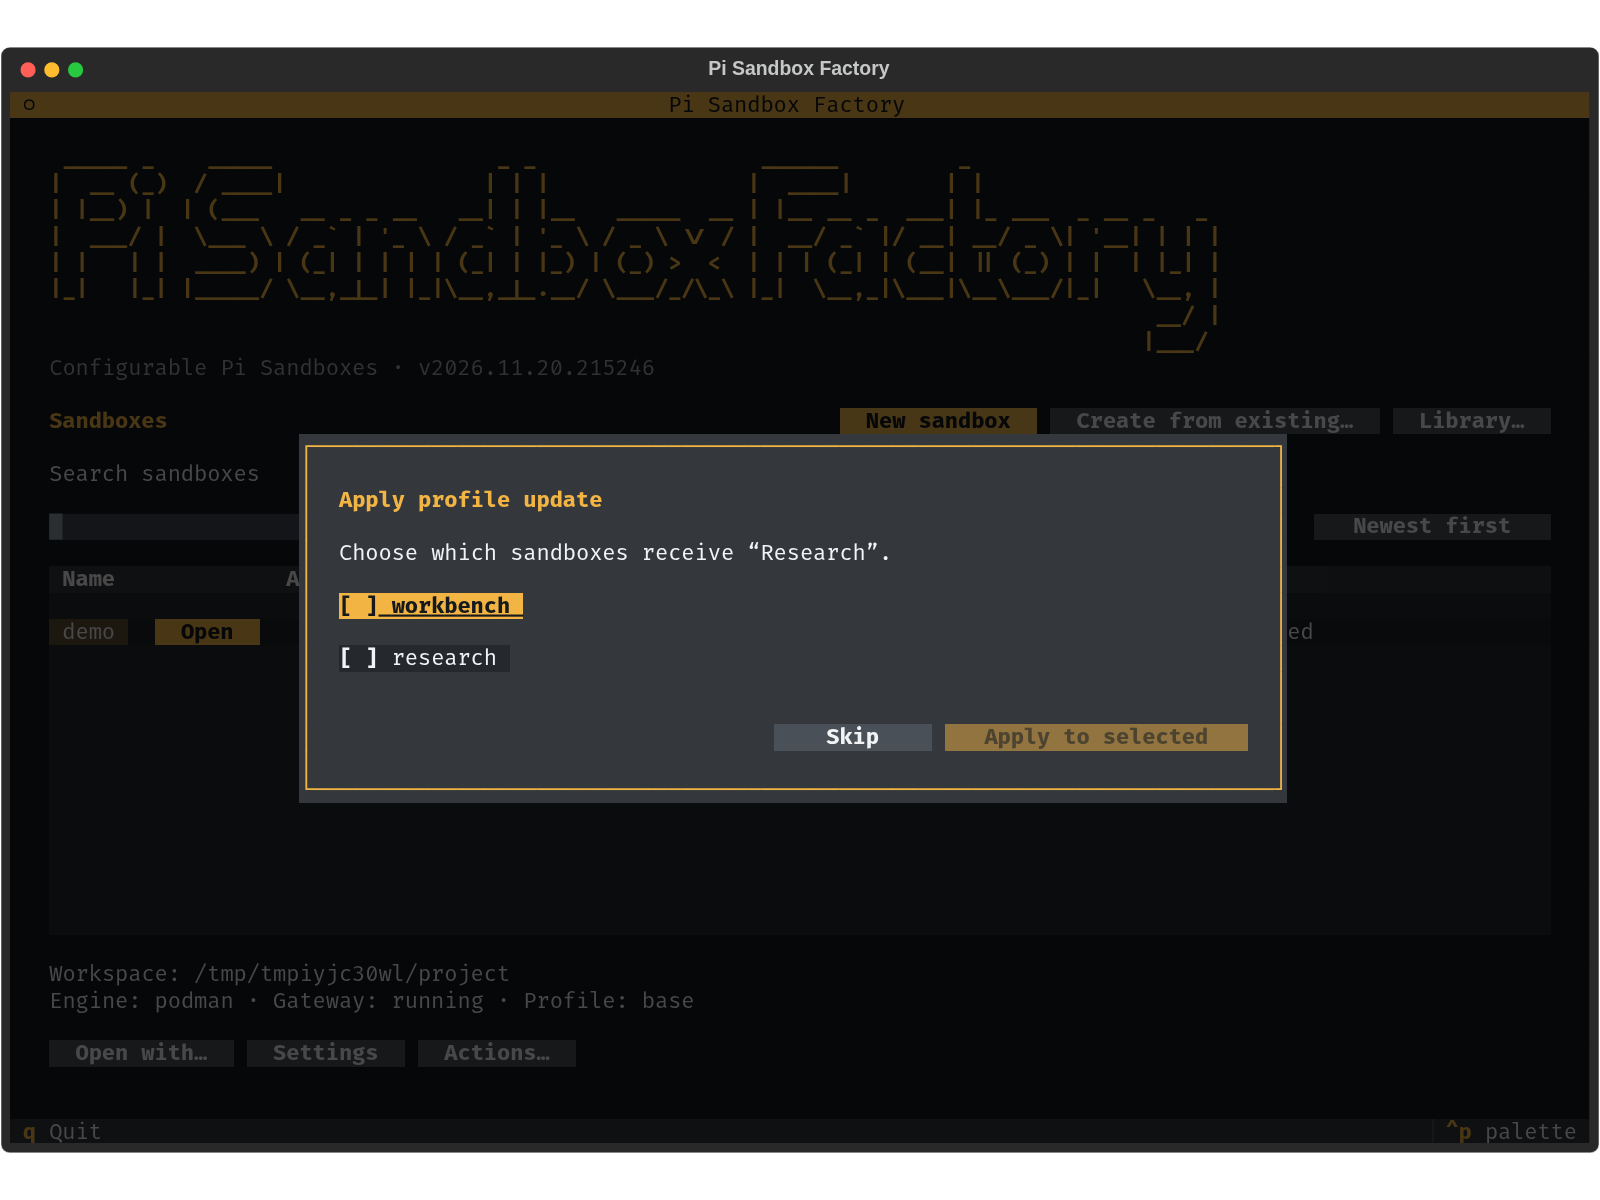 Pi Sandbox Factory
Pi Sandbox Factory
Pi Sandbox Factory
Configurable Pi Sandboxes · v2026.11.20.215246
Sandboxes
New sandbox
Create from existing…
Library…
Search sandboxes
Newest first
Name
demo
Open
Apply profile update
Choose which sandboxes receive “Research”.
[ ] workbench
[ ] research
Skip
Apply to selected
Workspace: /tmp/tmpiyjc30wl/project
Engine: podman · Gateway: running · Profile: base
Open with…
Settings
Actions…
q Quit
^p palette